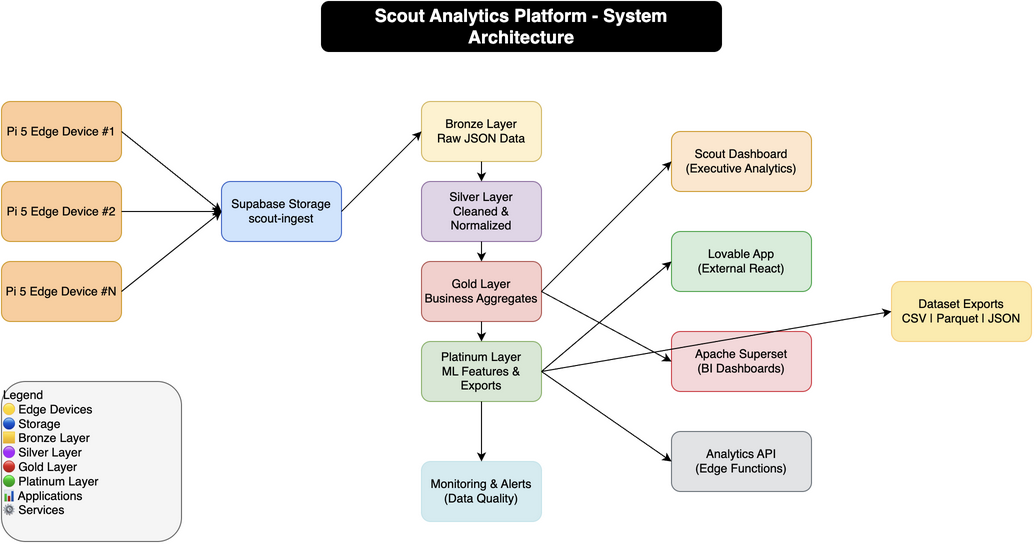 Scout Analytics Platform - System
Architecture
Pi 5 Edge Device #1
Pi 5 Edge Device #2
Pi 5 Edge Device #N
Supabase Storage
scout-ingest
Bronze Layer
Raw JSON Data
Silver Layer
Cleaned &
Normalized
Gold Layer
Business Aggregates
Platinum Layer
ML Features &
Exports
Monitoring & Alerts
(Data Quality)
Scout Dashboard
(Executive Analytics)
Lovable App
(External React)
Apache Superset
(BI Dashboards)
Analytics API
(Edge Functions)
Dataset Exports
CSV | Parquet | JSON
Legend
Edge Devices
Storage
Bronze Layer
Silver Layer
Gold Layer
Platinum Layer
Applications
Services